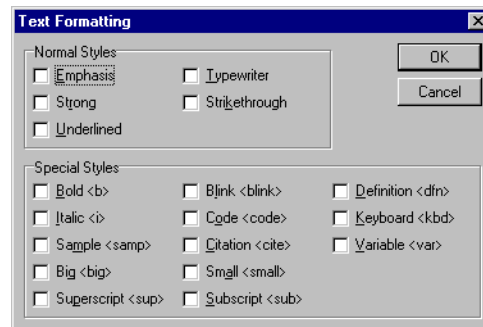 Text Formatting
Normal Styles
OK
Emphasis Typewriter
Cancel
Strong Strikethrough
Underlined
Special Styles
Bold <b> Blink <blink> Definition <dfn>
Italic <i> Code <code> Keyboard <kbd>
Sample <samp> Citation <cite> Variable <var>
Big <big> Small <small>
Superscript <sup> Subscript <sub>